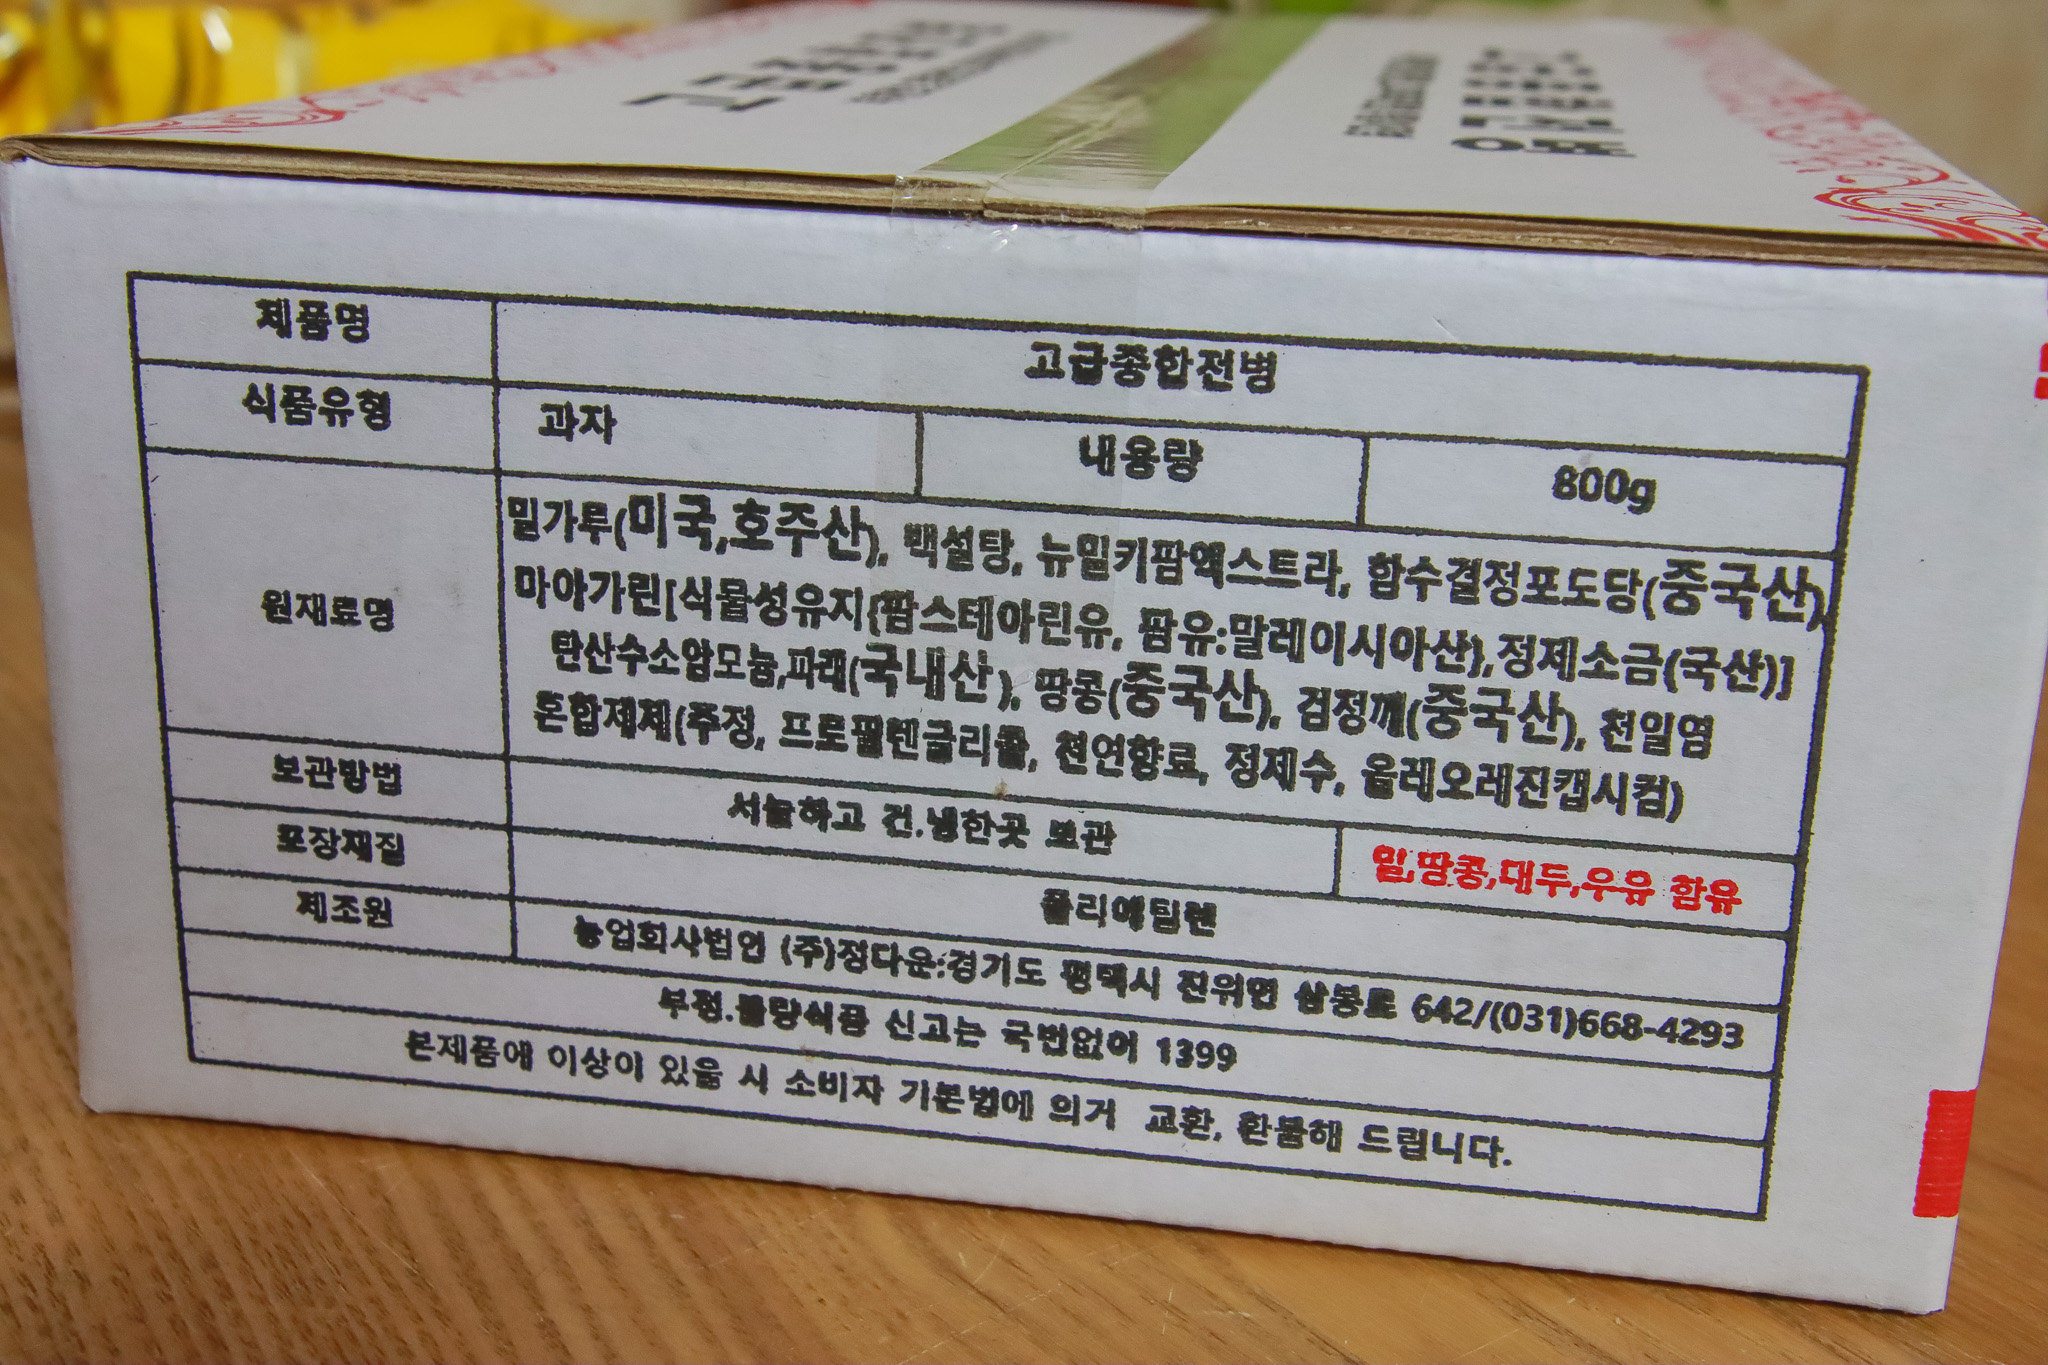 제품명
고급종합전병
식품유형
과자
내용량
800g
원재료명
밀가루(미국,호주산), 백설탕, 뉴밀키팜엑스트라, 함수결정포도당(중국산)
마아가린[식물성유지{팜스테아린유, 팜유:말레이시아산},정제소금(국산)]
탄산수소암모늄,파래(국내산), 땅콩(중국산), 검정깨(중국산), 천일염
혼합제제(주정, 프로필렌글리콜, 천연향료, 정제수, 올레오레진캡시컴)
보관방법
서늘하고 건.냉한곳 보관
밀,땅콩,대두,우유 함유
포장재질
폴리에틸렌
제조원
농업회사법인 (주)정다운:경기도 평택시 진위면 삼봉로 642/(031)668-4293
부정.불량식품 신고는 국번없이 1399
본제품에 이상이 있을 시 소비자 기본법에 의거 교환, 환불해 드립니다.